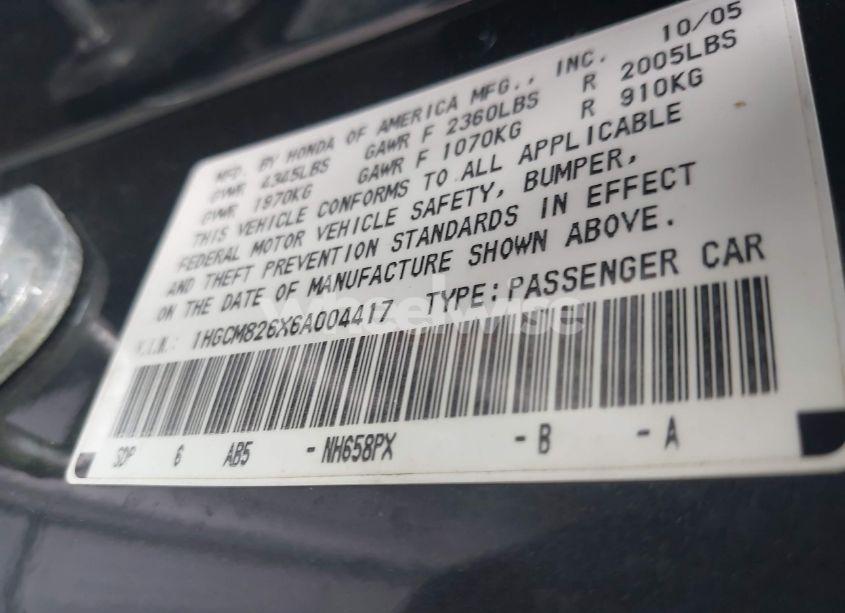 MFD. BY HONDA OF AMERICA MFG., INC. 10/05
GVWR 4345LBS GAWR F 2360LBS R 2005LBS
GVWR 1970KG GAWR F 1070KG R 910KG
THIS VEHICLE CONFORMS TO ALL APPLICABLE
FEDERAL MOTOR VEHICLE SAFETY, BUMPER,
AND THEFT PREVENTION STANDARDS IN EFFECT
ON THE DATE OF MANUFACTURE SHOWN ABOVE.
V.I.N.: 1HGCM826X6A004417 TYPE:PASSENGER CAR
wheelwise
SDP 6 AB5 -NH658PX -B -A